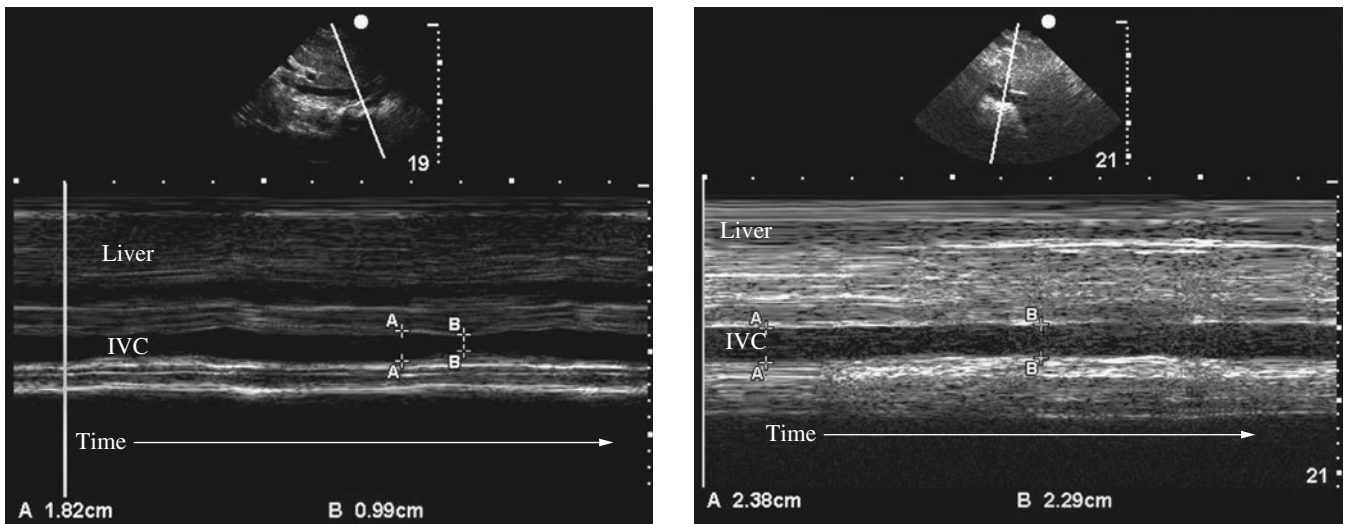 19
Liver
A
B
IVC
B
A
Time
A 1.82cm
B 0.99cm
21
Liver
A
B
IVC
A
B
Time
21
A 2.38cm
B 2.29cm